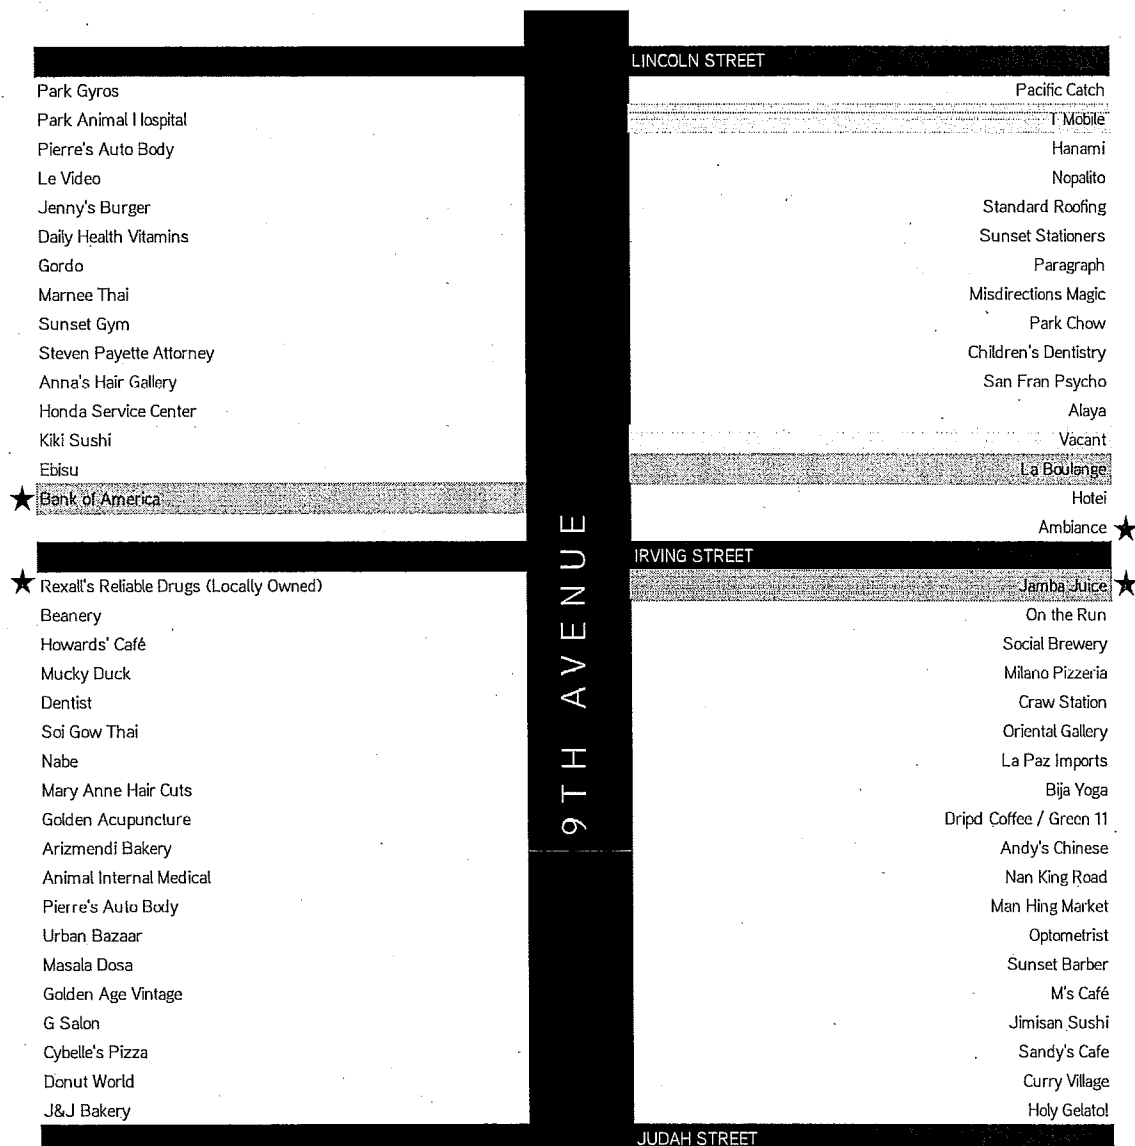 LINCOLN STREET
Park Gyros
Park Animal Hospital
Pierre's Auto Body
Le Video
Jenny's Burger
Daily Health Vitamins
Gordo
Marnee Thai
Sunset Gym
Steven Payette Attorney
Anna's Hair Gallery
Honda Service Center
Kiki Sushi
Ebisu
Bank of America
Pacific Catch
T Mobile
Hanami
Nopalito
Standard Roofing
Sunset Stationers
Paragraph
Misdirections Magic
Park Chow
Children's Dentistry
San Fran Psycho
Alaya
Vacant
La Boulange
Hotei
Ambiance
9TH AVENUE
IRVING STREET
Rexall's Reliable Drugs (Locally Owned)
Beanery
Howards' Café
Mucky Duck
Dentist
Soi Gow Thai
Nabe
Mary Anne Hair Cuts
Golden Acupuncture
Arizmendi Bakery
Animal Internal Medical
Pierre's Auto Body
Urban Bazaar
Masala Dosa
Golden Age Vintage
G Salon
Cybelle's Pizza
Donut World
J&J Bakery
Jamba Juice
On the Run
Social Brewery
Milano Pizzeria
Craw Station
Oriental Gallery
La Paz Imports
Bija Yoga
Dripd Coffee / Green 11
Andy's Chinese
Nan King Road
Man Hing Market
Optometrist
Sunset Barber
M's Café
Jimisan Sushi
Sandy's Cafe
Curry Village
Holy Gelato!
JUDAH STREET